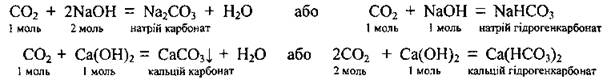 CO₂ + 2NaOH = Na₂CO₃ + H₂O або CO₂ + NaOH = NaHCO₃
1 моль 2 моль натрій карбонат 1 моль 1 моль натрій гідрогенкарбонат
CO₂ + Ca(OH)₂ = CaCO₃↓ + H₂O або 2CO₂ + Ca(OH)₂ = Ca(HCO₃)₂
1 моль 1 моль кальцій карбонат 2 моль 1 моль кальцій гідрогенкарбонат